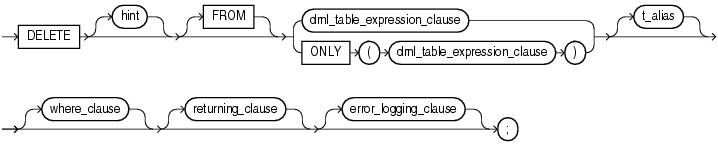 DELETE hint FROM dml_table_expression_clause t_alias
ONLY ( dml_table_expression_clause )
where_clause returning_clause error_logging_clause ;